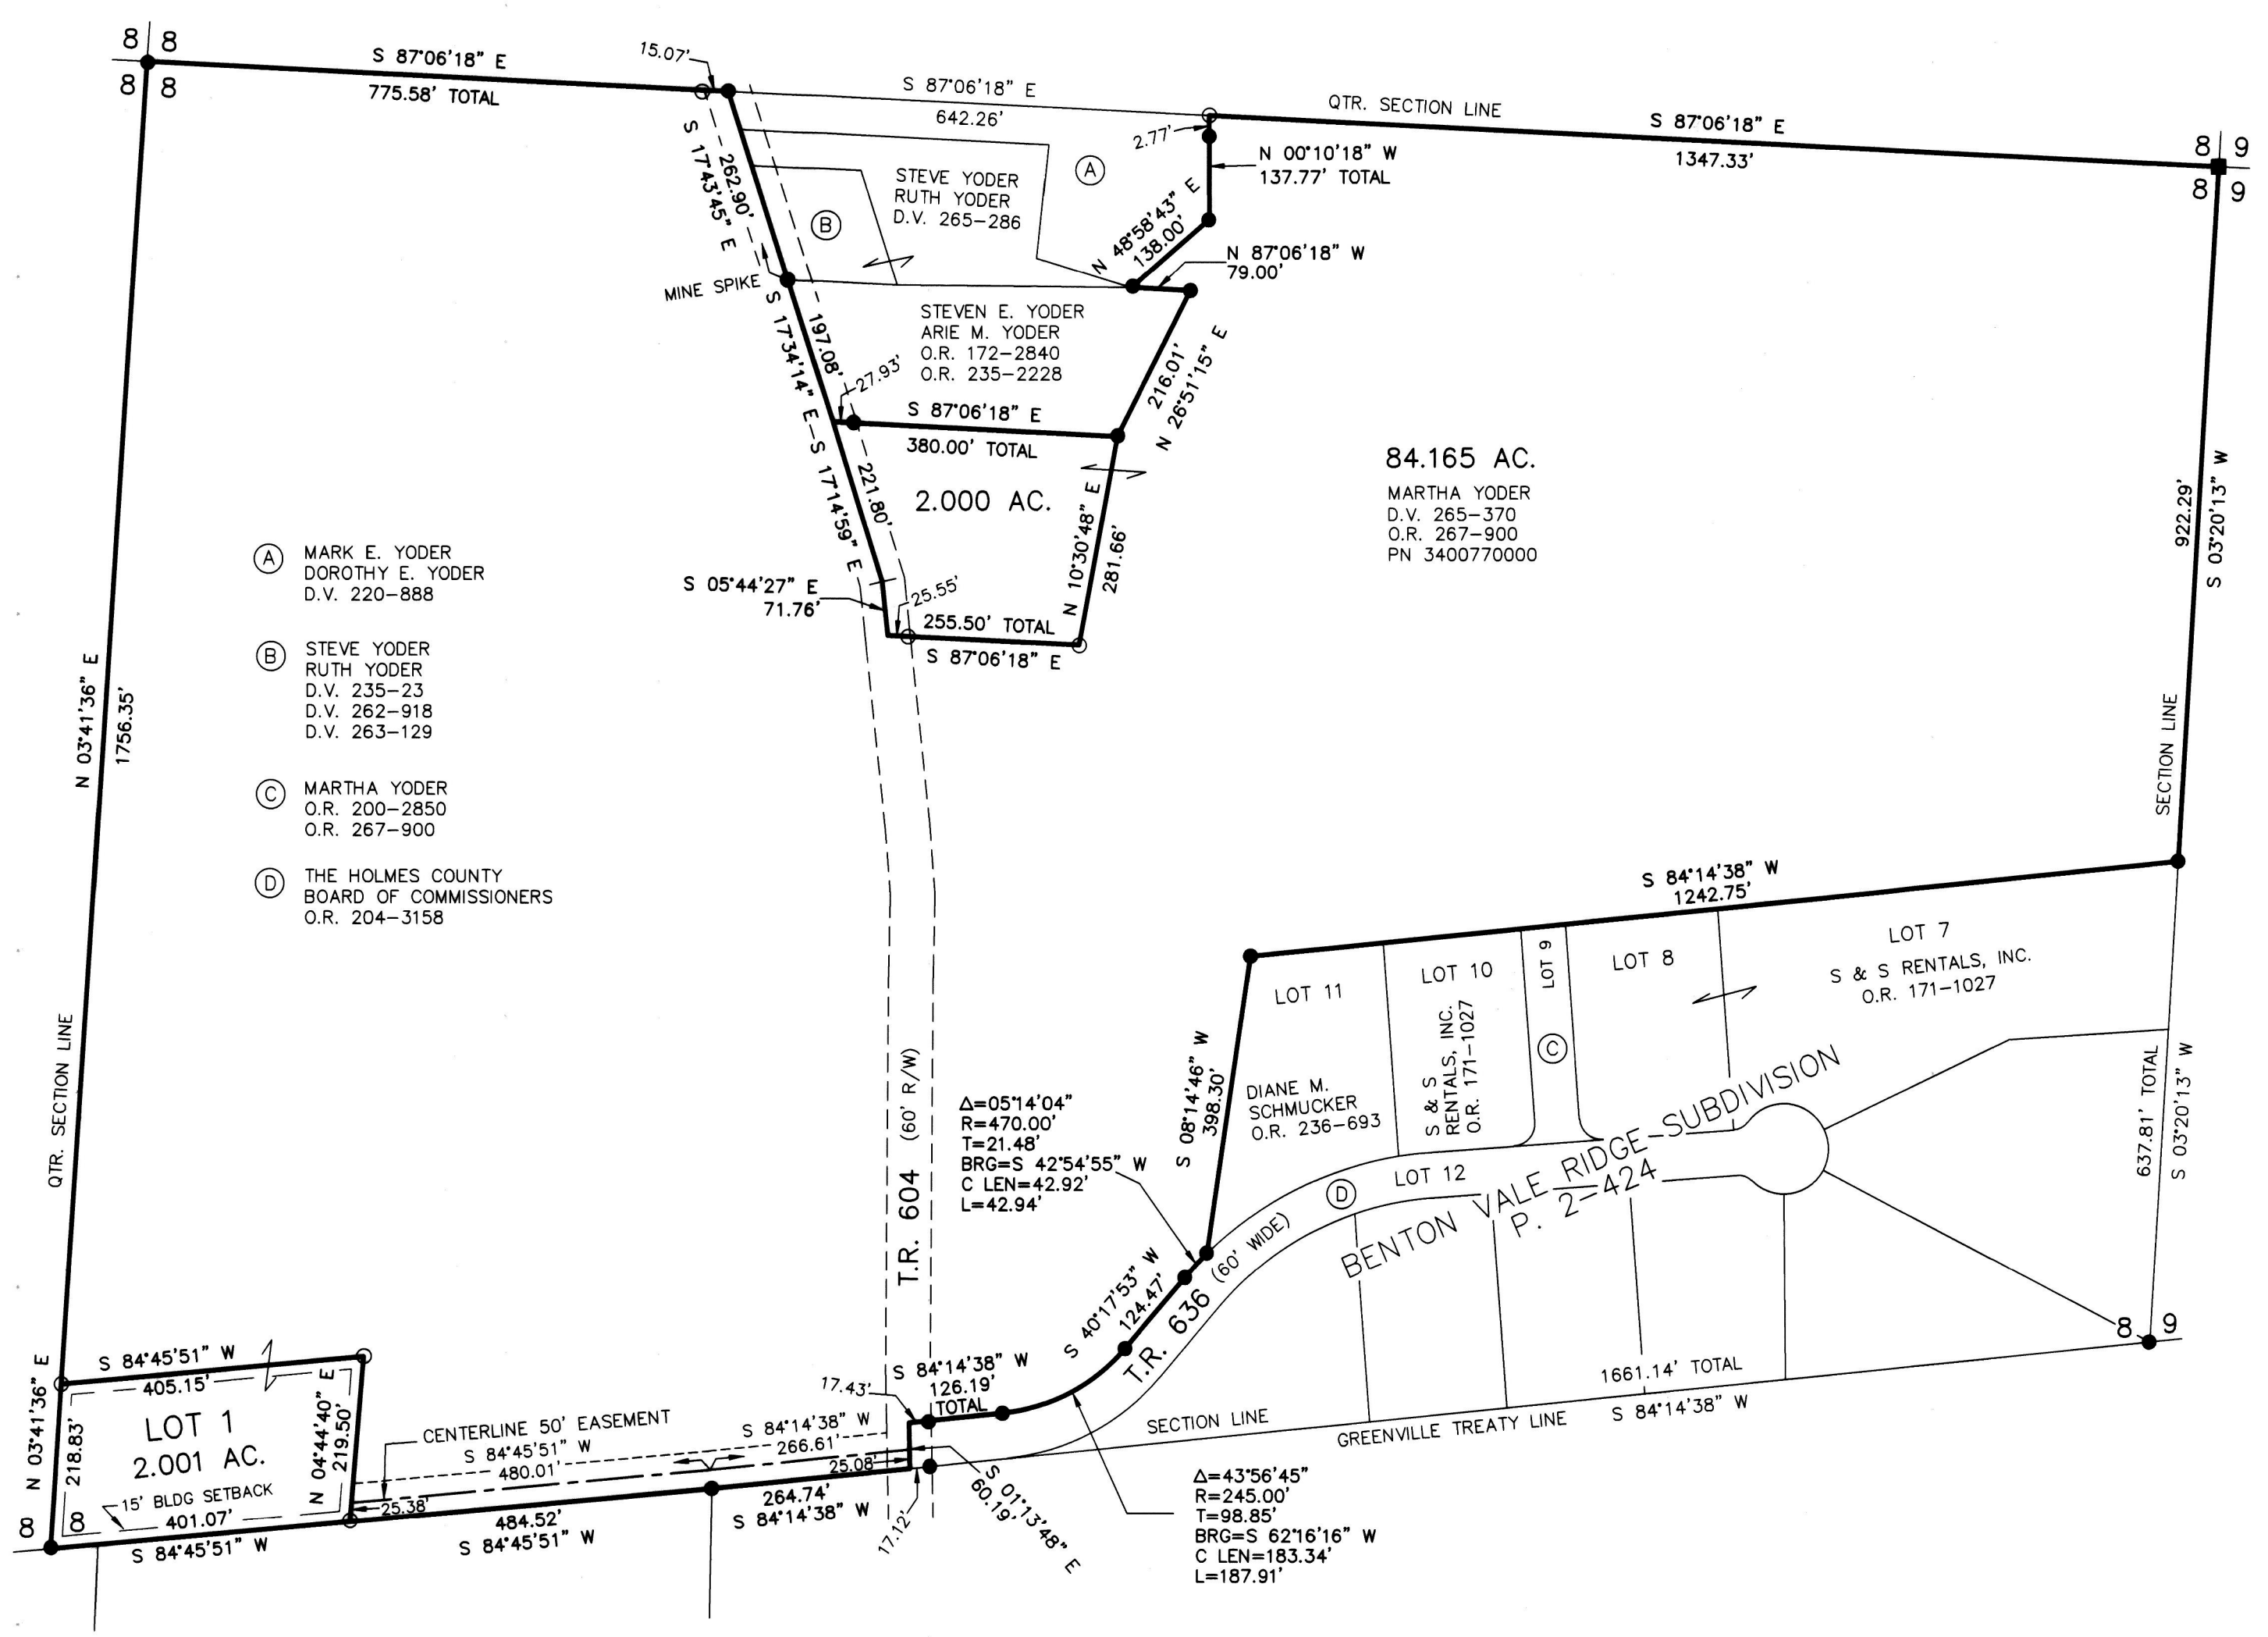 8 8
8 8
S 87°06'18" E
775.58' TOTAL
15.07'
S 87°06'18" E
642.26'
QTR. SECTION LINE
S 87°06'18" E
1347.33'
8 9
8 9
2.77'
N 00°10'18" W
137.77' TOTAL
S 17°43'45" E
262.90'
STEVE YODER
RUTH YODER
D.V. 265-286
A
B
N 48°58'43" E
138.00'
N 87°06'18" W
79.00'
MINE SPIKE
S 17°34'14" E
197.08'
27.93'
STEVEN E. YODER
ARIE M. YODER
O.R. 172-2840
O.R. 235-2228
216.01'
N 26°51'15" E
S 87°06'18" E
380.00' TOTAL
S 17°14'59" E
221.80'
2.000 AC.
N 10°30'48" E
281.66'
84.165 AC.
MARTHA YODER
D.V. 265-370
O.R. 267-900
PN 3400770000
922.29'
S 03°20'13" W
S 05°44'27" E
71.76'
25.55'
255.50' TOTAL
S 87°06'18" E
A MARK E. YODER
DOROTHY E. YODER
D.V. 220-888
B STEVE YODER
RUTH YODER
D.V. 235-23
D.V. 262-918
D.V. 263-129
C MARTHA YODER
O.R. 200-2850
O.R. 267-900
D THE HOLMES COUNTY
BOARD OF COMMISSIONERS
O.R. 204-3158
N 03°41'36" E
1756.35'
QTR. SECTION LINE
SECTION LINE
S 84°14'38" W
1242.75'
LOT 11
LOT 10
LOT 9
LOT 8
LOT 7
S & S RENTALS, INC.
O.R. 171-1027
S & S
RENTALS, INC.
O.R. 171-1027
C
DIANE M.
SCHMUCKER
O.R. 236-693
S 08°14'46" W
398.30'
637.81' TOTAL
S 03°20'13" W
LOT 12
D
BENTON VALE RIDGE SUBDIVISION
P. 2-424
T.R. 604 (60' R/W)
Δ=05°14'04"
R=470.00'
T=21.48'
BRG=S 42°54'55" W
C LEN=42.92'
L=42.94'
S 40°17'53" W
124.47'
T.R. 636 (60' WIDE)
8 9
1661.14' TOTAL
S 84°14'38" W
SECTION LINE
GREENVILLE TREATY LINE
S 84°14'38" W
126.19'
TOTAL
17.43'
N 03°41'36" E
218.83'
S 84°45'51" W
405.15'
LOT 1
2.001 AC.
15' BLDG SETBACK
401.07'
S 84°45'51" W
8 8
N 04°44'40" E
219.50'
CENTERLINE 50' EASEMENT
S 84°45'51" W
480.01'
S 84°14'38" W
266.61'
25.08'
25.38'
484.52'
S 84°45'51" W
264.74'
S 84°14'38" W
17.12'
S 01°13'48" E
60.19'
Δ=43°56'45"
R=245.00'
T=98.85'
BRG=S 62°16'16" W
C LEN=183.34'
L=187.91'